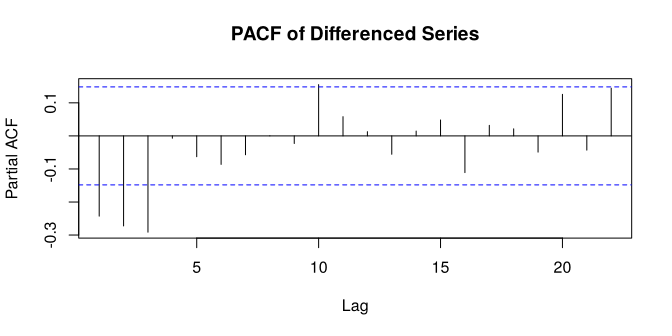 PACF of Differenced Series
Partial ACF
0.1
-0.1
-0.3
5 10 15 20
Lag